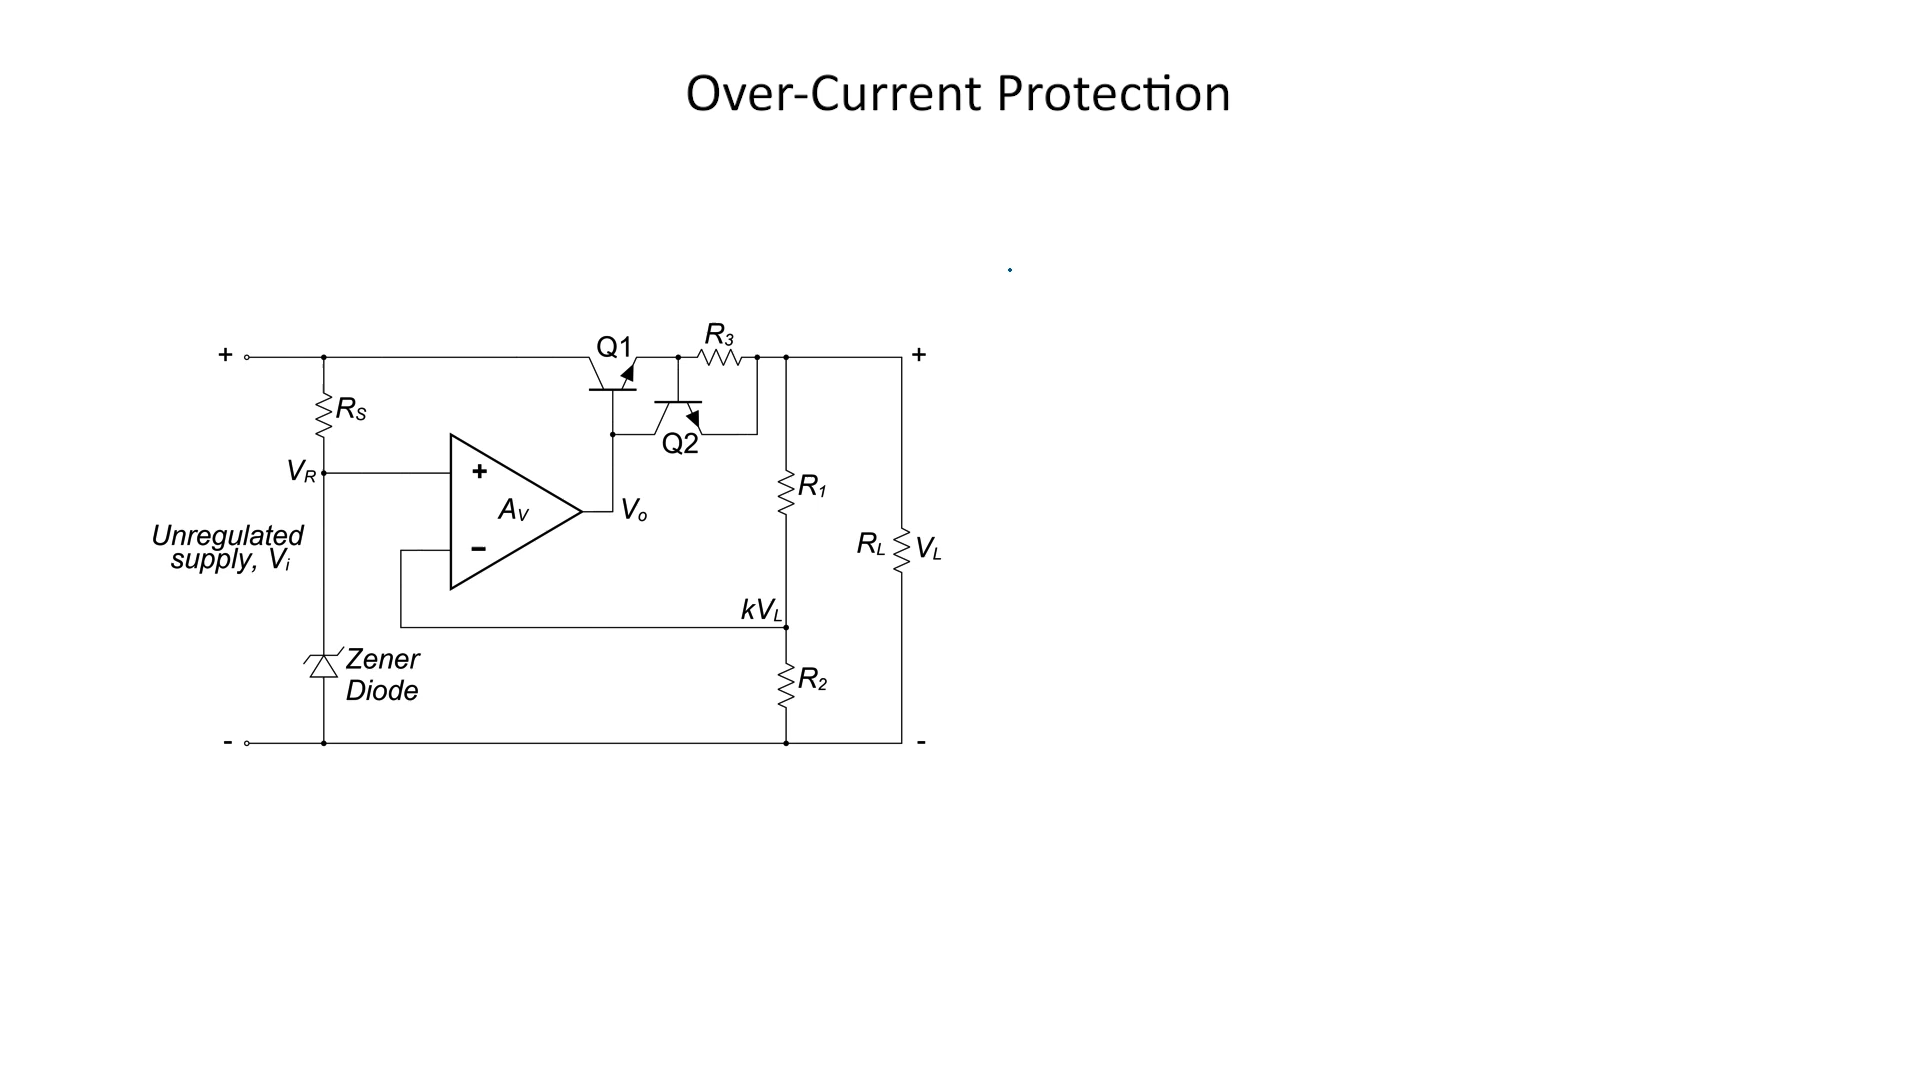 Over-Current Protection
+
Q1
R3
+
RS
Q2
VR
+
AV
Vo
R1
Unregulated
supply, Vi
−
RL
VL
kVL
Zener
Diode
R2
-
-